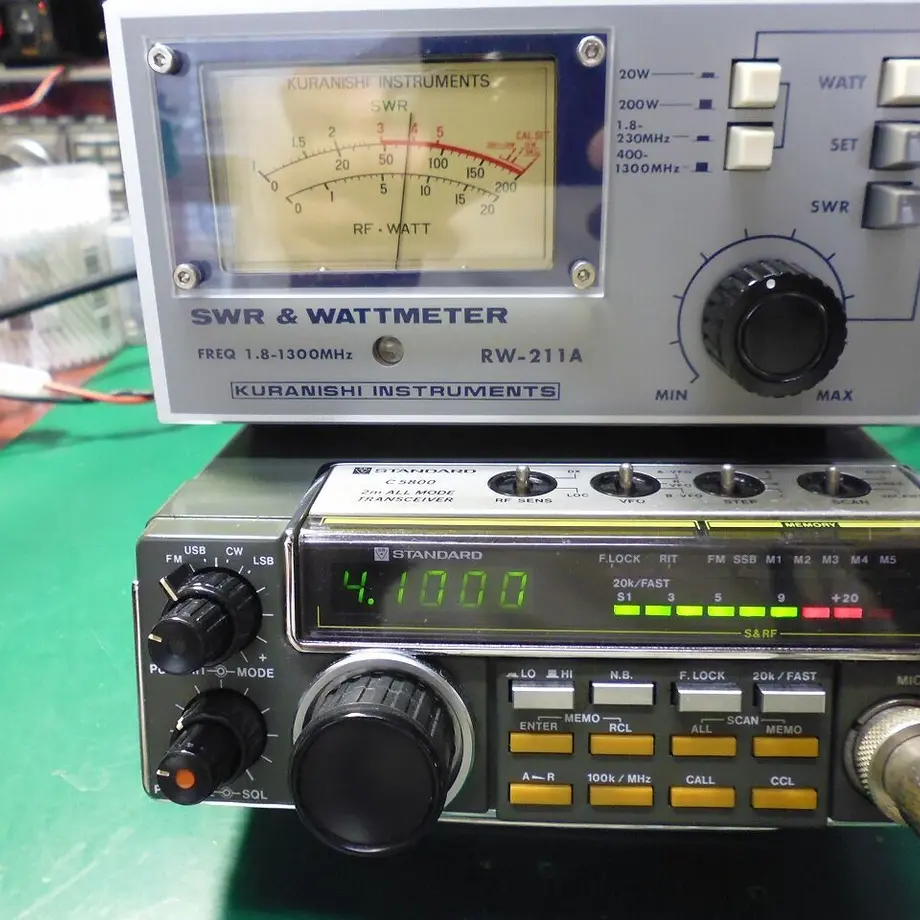 KURANISHI INSTRUMENTS
SWR
1 1.5 2 3 4 5 CAL SET
0 20 50 100 150 200
0 1 5 10 15 20
RF・WATT
20W
200W
1.8-
230MHz
400-
1300MHz
WATT
SET
SWR
MIN MAX
SWR & WATTMETER
FREQ 1.8-1300MHz RW-211A
KURANISHI INSTRUMENTS
STANDARD
C5800
2m ALL MODE
TRANSCEIVER
DX
LOC
RF SENS
VFO
STEP
SCAN
MEMORY
STANDARD
F.LOCK RIT FM SSB M1 M2 M3 M4 M5
4.1000
20k/FAST
S1 3 5 9 +20
S&RF
FM USB CW LSB
MODE
SQL
LO HI N.B. F.LOCK 20k/FAST
MEMO SCAN
ENTER RCL ALL MEMO
100k/MHz CALL CCL
MIC